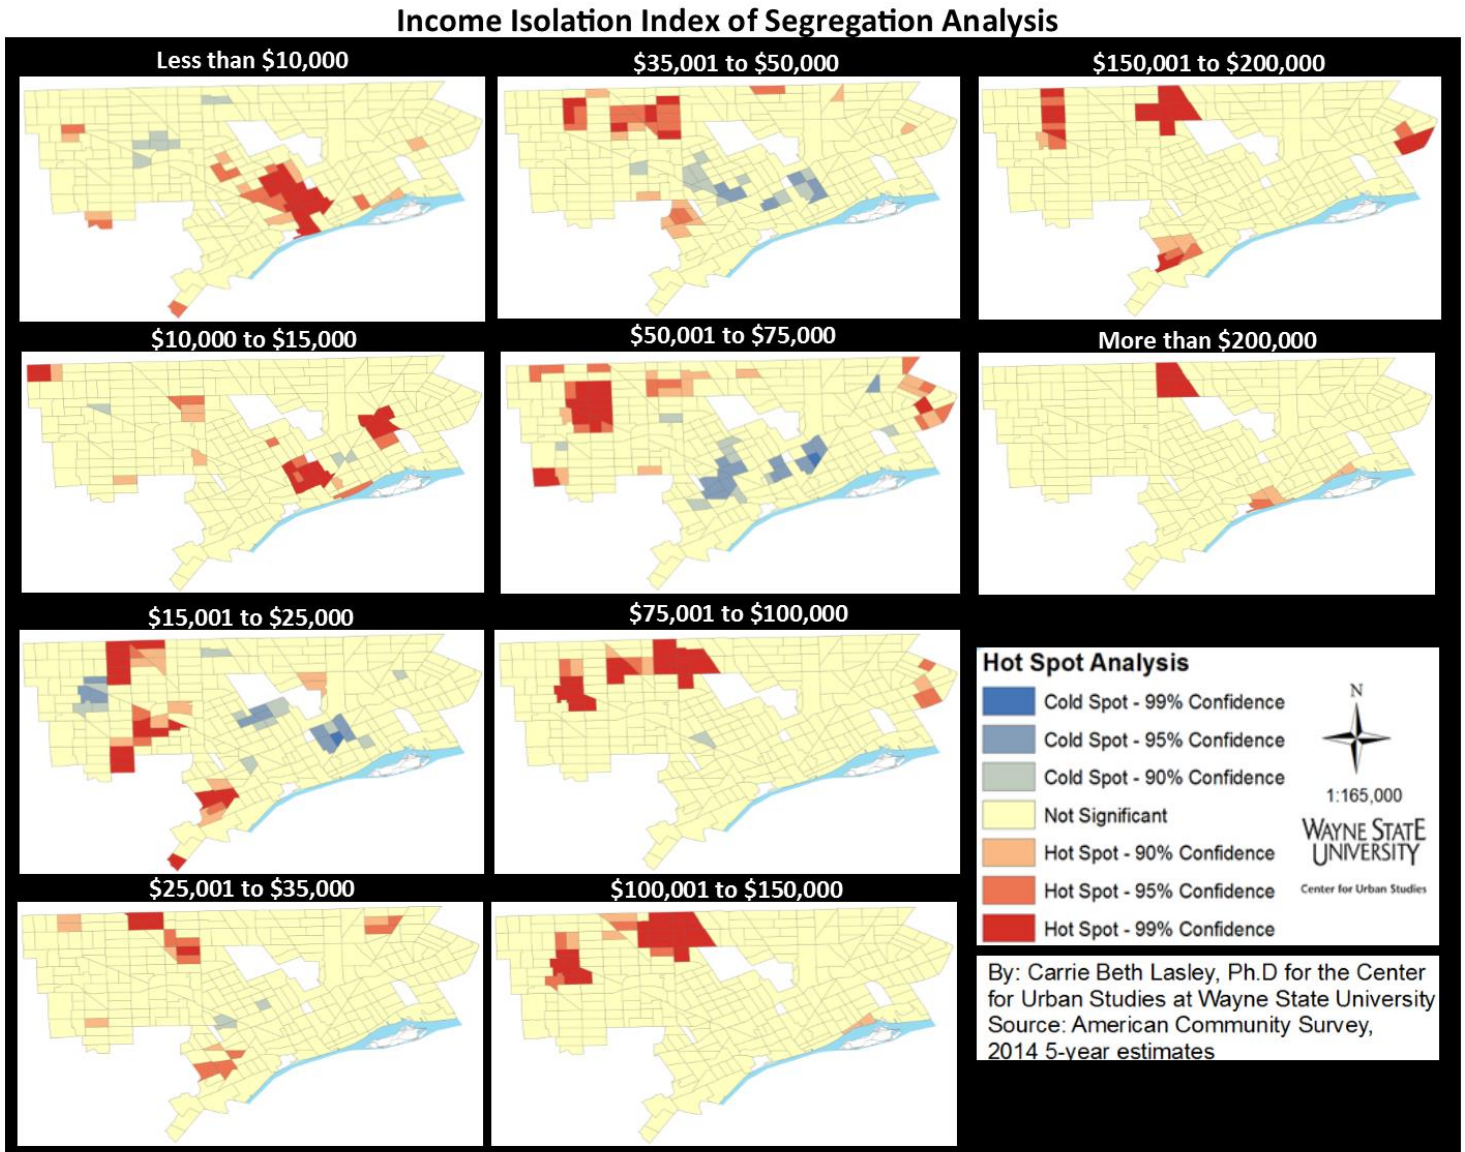 Income Isolation Index of Segregation Analysis
Less than $10,000
$35,001 to $50,000
$150,001 to $200,000
$10,000 to $15,000
$50,001 to $75,000
More than $200,000
$15,001 to $25,000
$75,001 to $100,000
$25,001 to $35,000
$100,001 to $150,000
Hot Spot Analysis
Cold Spot - 99% Confidence
Cold Spot - 95% Confidence
Cold Spot - 90% Confidence
Not Significant
Hot Spot - 90% Confidence
Hot Spot - 95% Confidence
Hot Spot - 99% Confidence
N
1:165,000
WAYNE STATE
UNIVERSITY
Center for Urban Studies
By: Carrie Beth Lasley, Ph.D for the Center
for Urban Studies at Wayne State University
Source: American Community Survey,
2014 5-year estimates